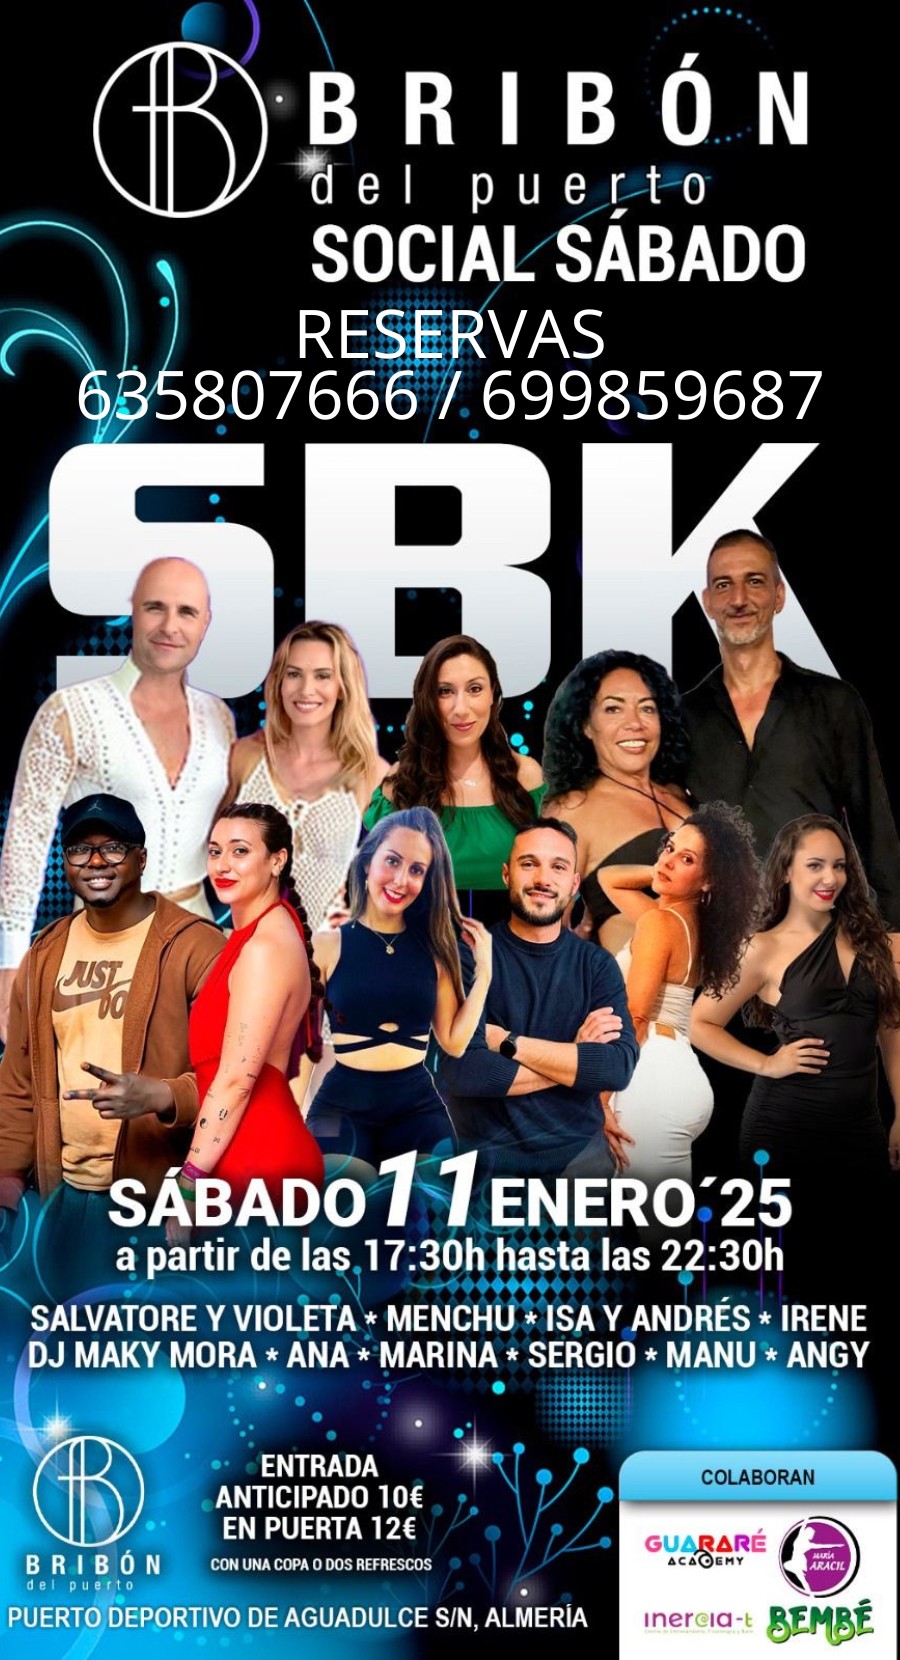 BRIBÓN
del puerto
SOCIAL SÁBADO
RESERVAS
635807666 / 699859687
SBK
JUST
DO
SÁBADO 11 ENERO´25
a partir de las 17:30h hasta las 22:30h
SALVATORE Y VIOLETA * MENCHU * ISA Y ANDRÉS * IRENE
DJ MAKY MORA * ANA * MARINA * SERGIO * MANU * ANGY
BRIBÓN
del puerto
ENTRADA
ANTICIPADO 10€
EN PUERTA 12€
CON UNA COPA O DOS REFRESCOS
PUERTO DEPORTIVO DE AGUADULCE S/N, ALMERÍA
COLABORAN
GUARARÉ
ACADEMY
MARÍA
ARACIL
inercia-t
BEMBÉ